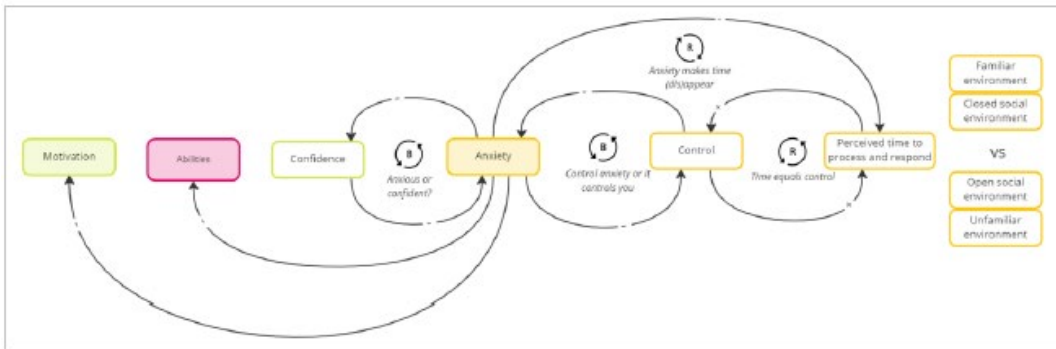 R
Anxiety makes time
(dis)appear
Familiar
environment
Closed social
environment
VS
Open social
environment
Unfamiliar
environment
Motivation
Abilities
Confidence
B
Anxious or
confident?
Anxiety
B
Control anxiety or it
controls you
Control
R
Time equals control
Perceived time to
process and respond